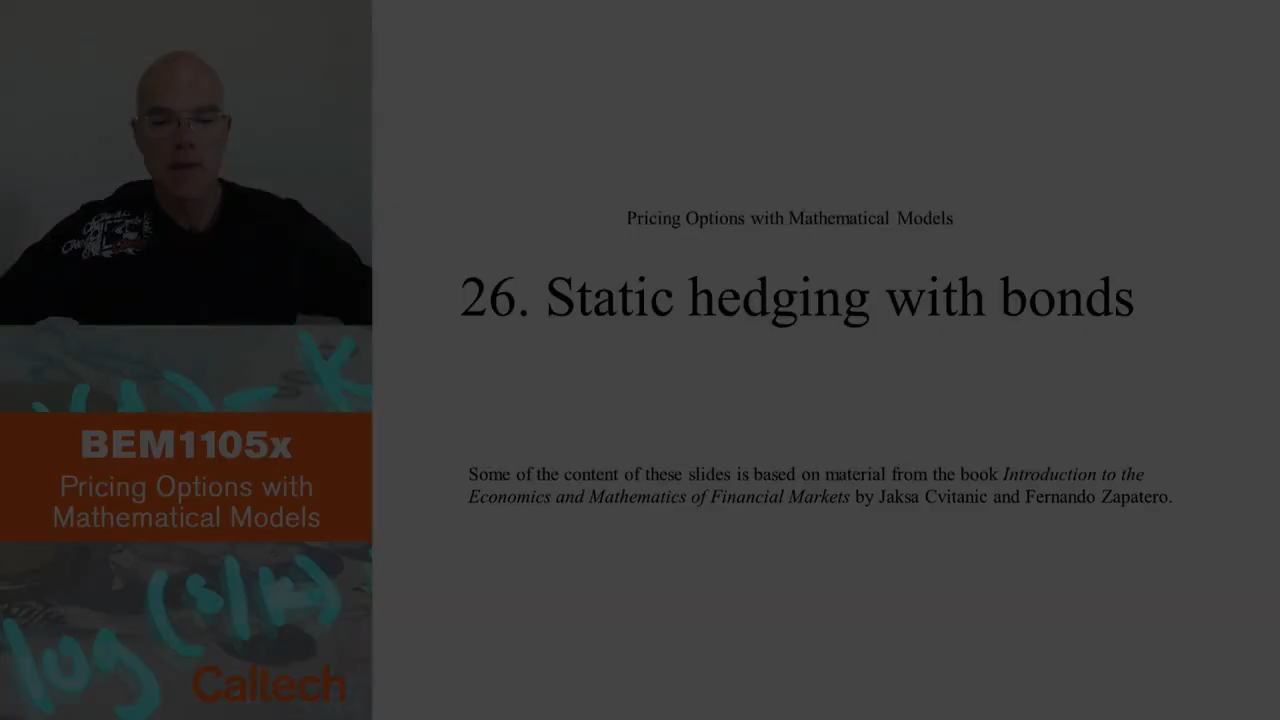 Pricing Options with Mathematical Models
26. Static hedging with bonds
Some of the content of these slides is based on material from the book Introduction to the
Economics and Mathematics of Financial Markets by Jaksa Cvitanic and Fernando Zapatero.
K
BEM1105x
Pricing Options with
Mathematical Models
log (s/k)
Caltech